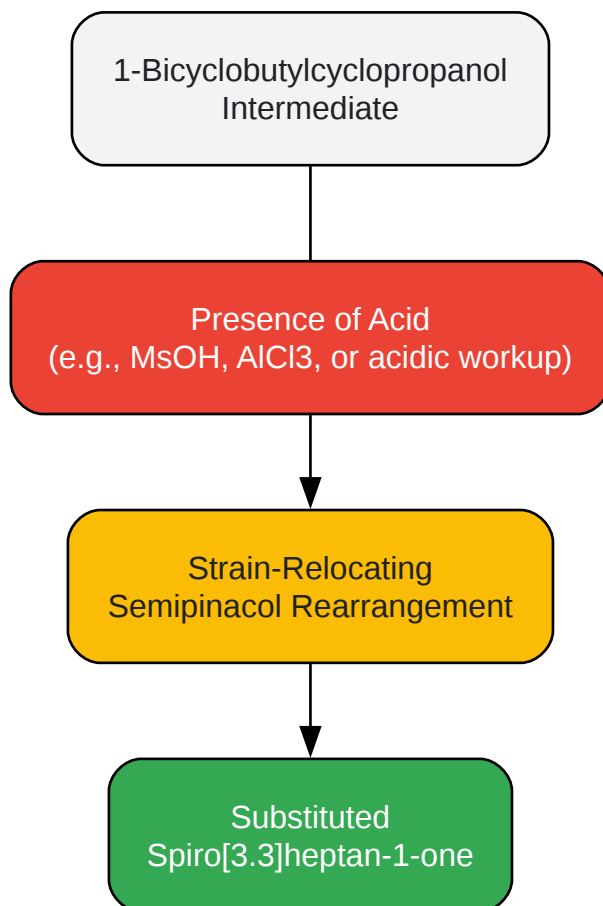 1-Bicyclobutylcyclopropanol
Intermediate
Presence of Acid
(e.g., MsOH, AlCl3, or acidic workup)
Strain-Relocating
Semipinacol Rearrangement
Substituted
Spiro[3.3]heptan-1-one